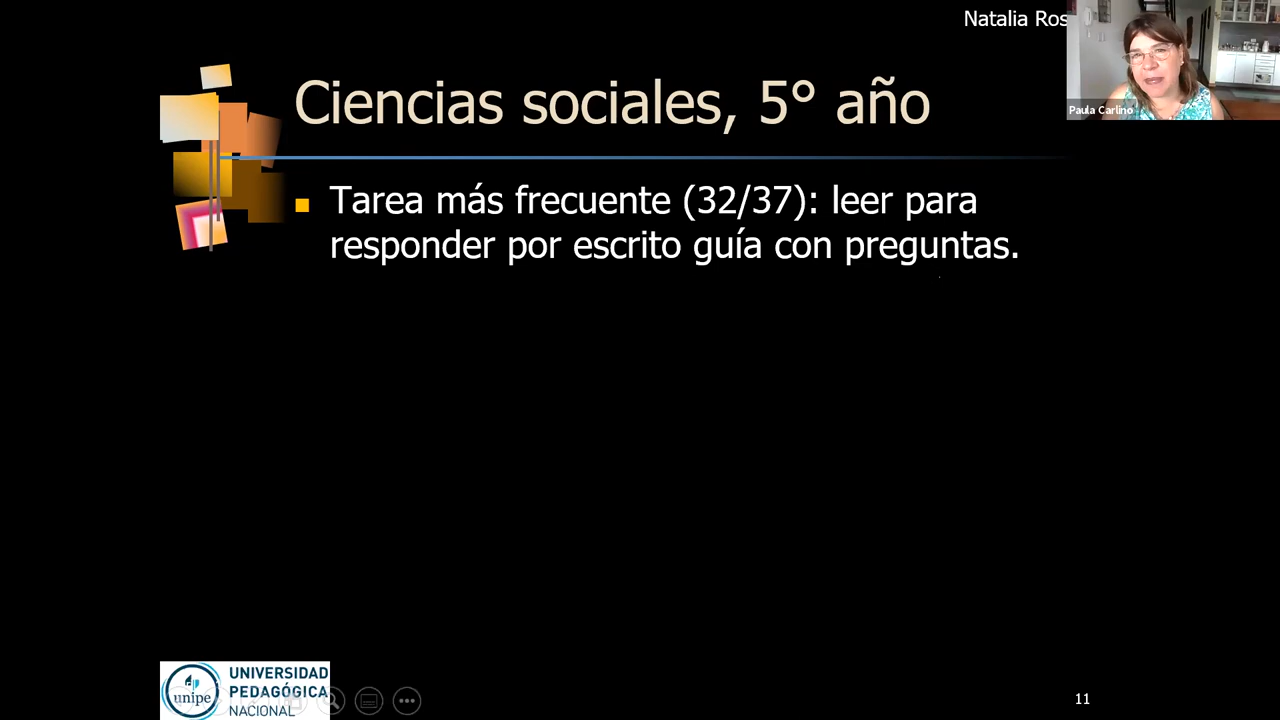 Natalia Ros
Paula Carlino
Ciencias sociales, 5° año
Tarea más frecuente (32/37): leer para
responder por escrito guía con preguntas.
unipe
UNIVERSIDAD
PEDAGÓGICA
NACIONAL
11